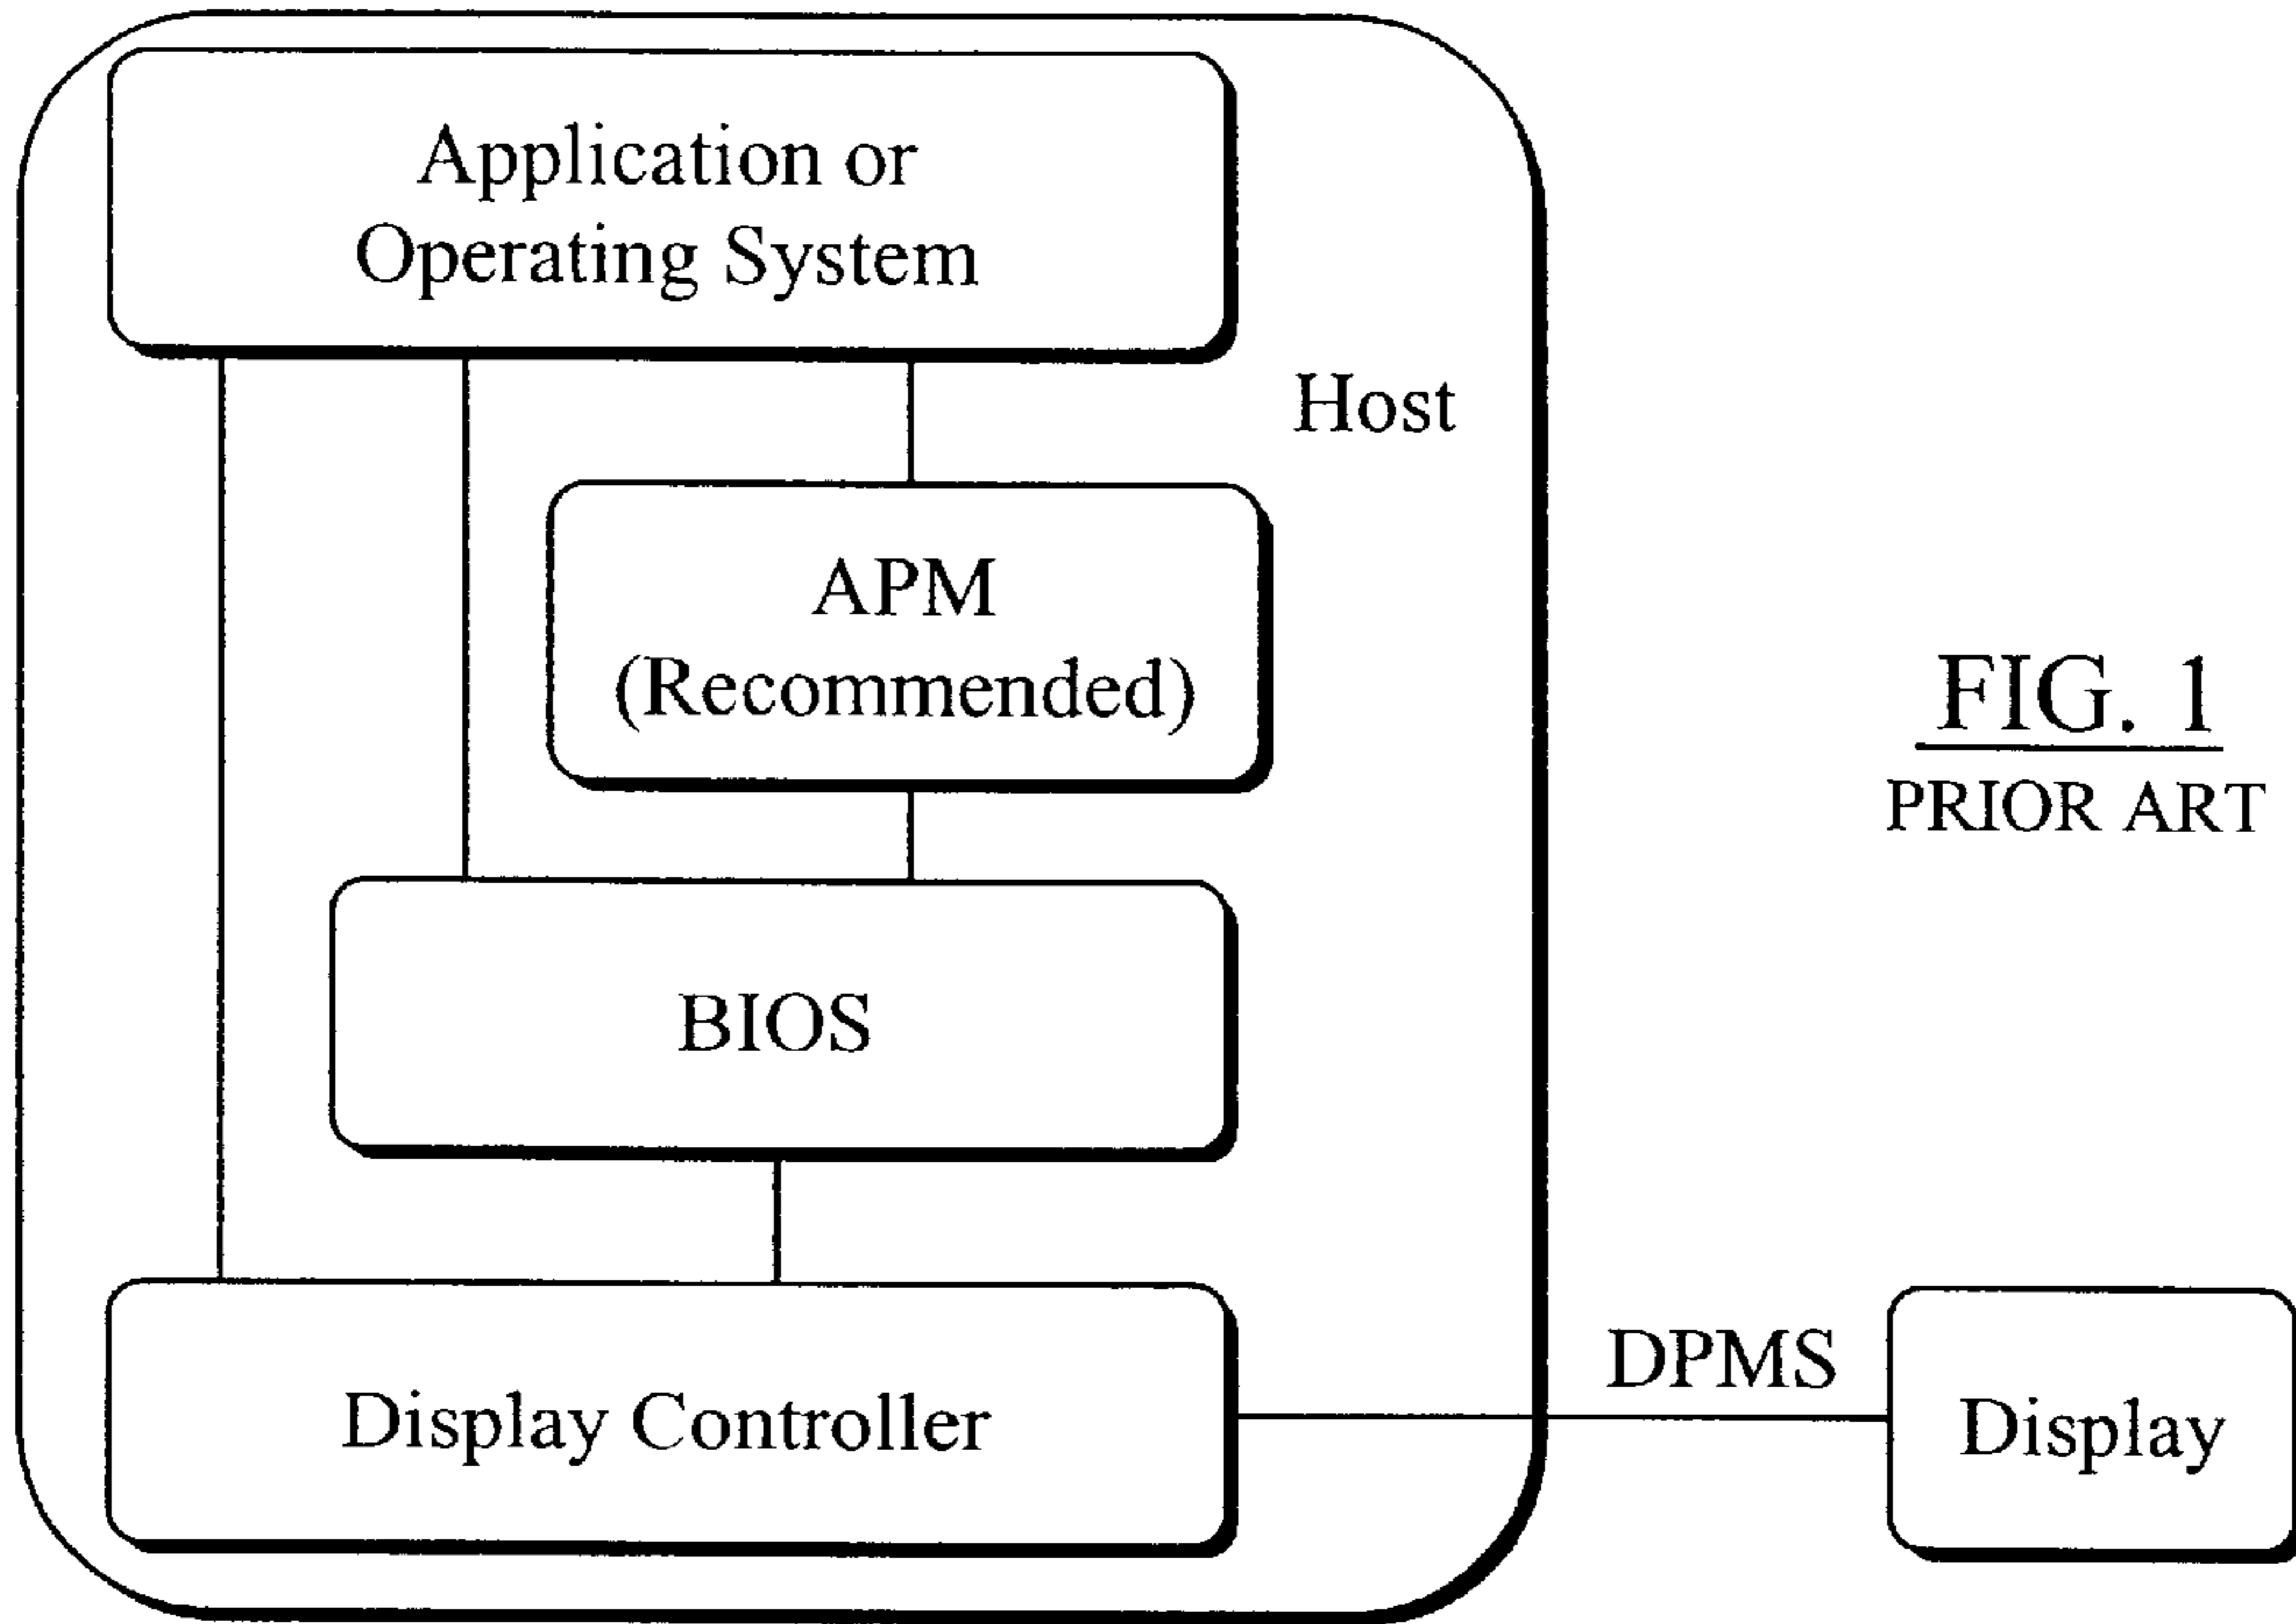 Application or
Operating System
Host
APM
(Recommended)
FIG. 1
PRIOR ART
BIOS
DPMS
Display Controller
Display